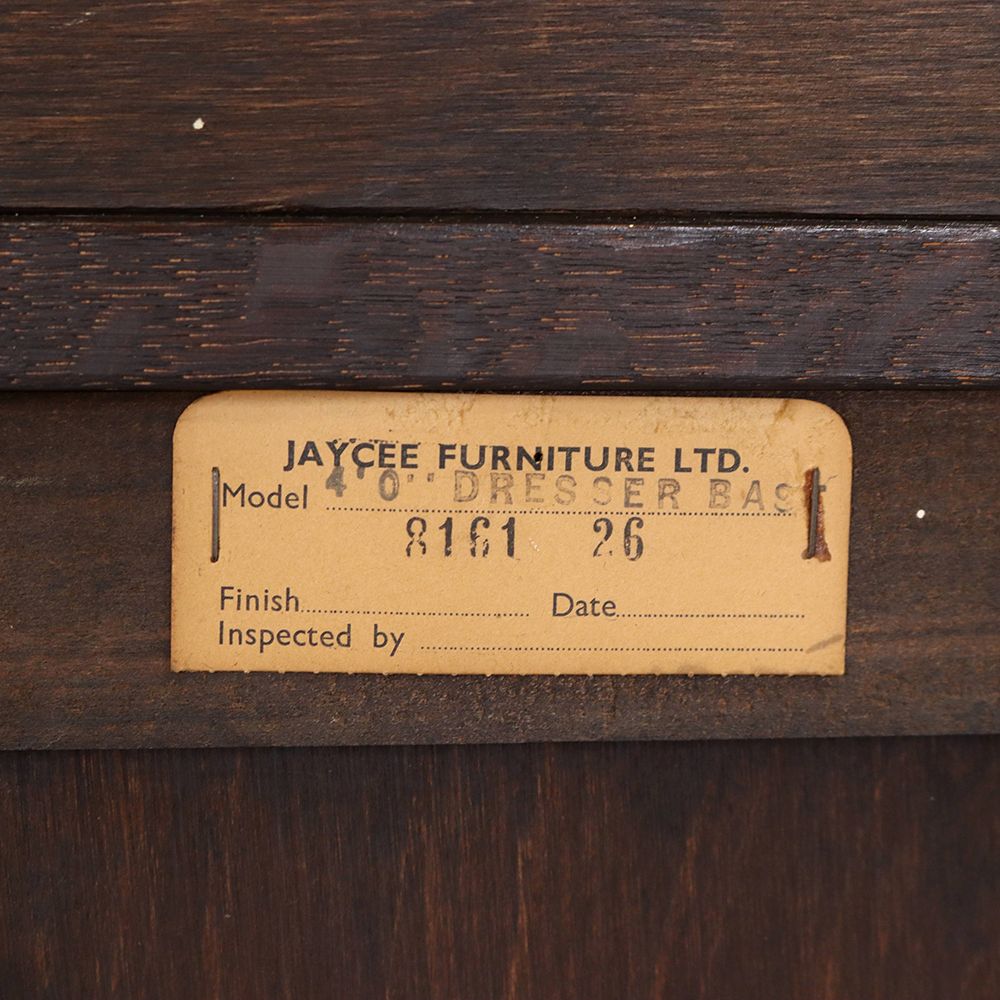 JAYCEE FURNITURE LTD.
Model 4'0'' DRESSER BASE
8161 26
Finish
Date
Inspected by